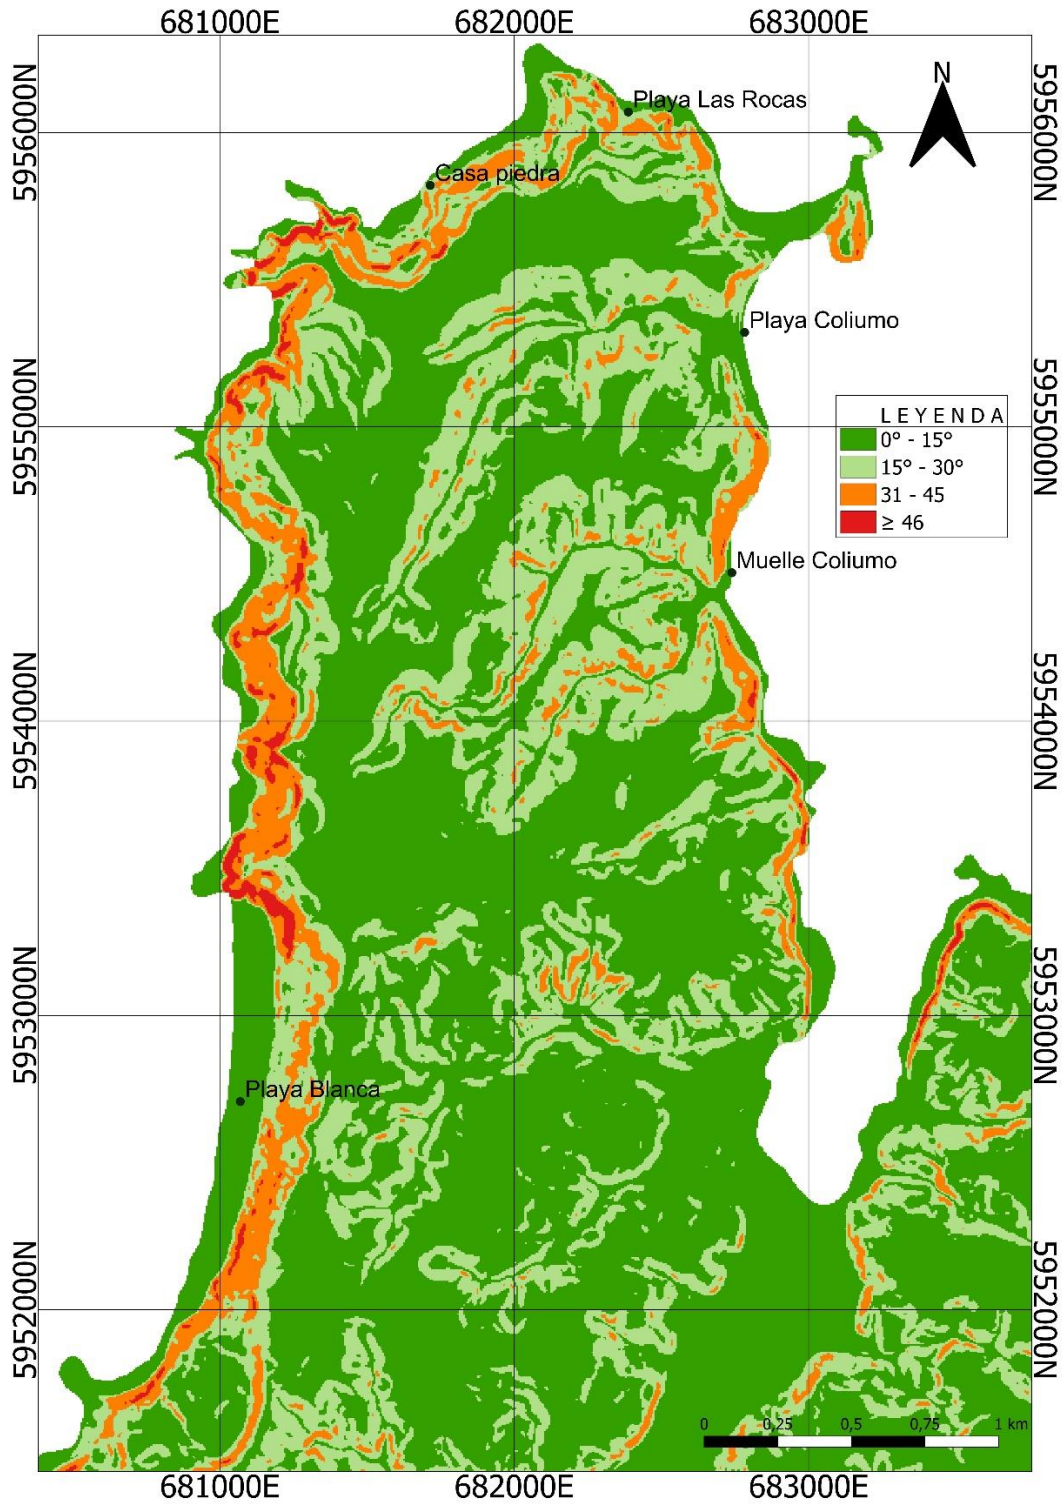 681000E 682000E 683000E
N
Playa Las Rocas
5956000N 5956000N
Casa piedra
Playa Coliumo
5955000N 5955000N
LEYENDA
0° - 15°
15° - 30°
31 - 45
≥ 46
Muelle Coliumo
5954000N 5954000N
5953000N 5953000N
Playa Blanca
5952000N 5952000N
0 0,25 0,5 0,75 1 km
681000E 682000E 683000E